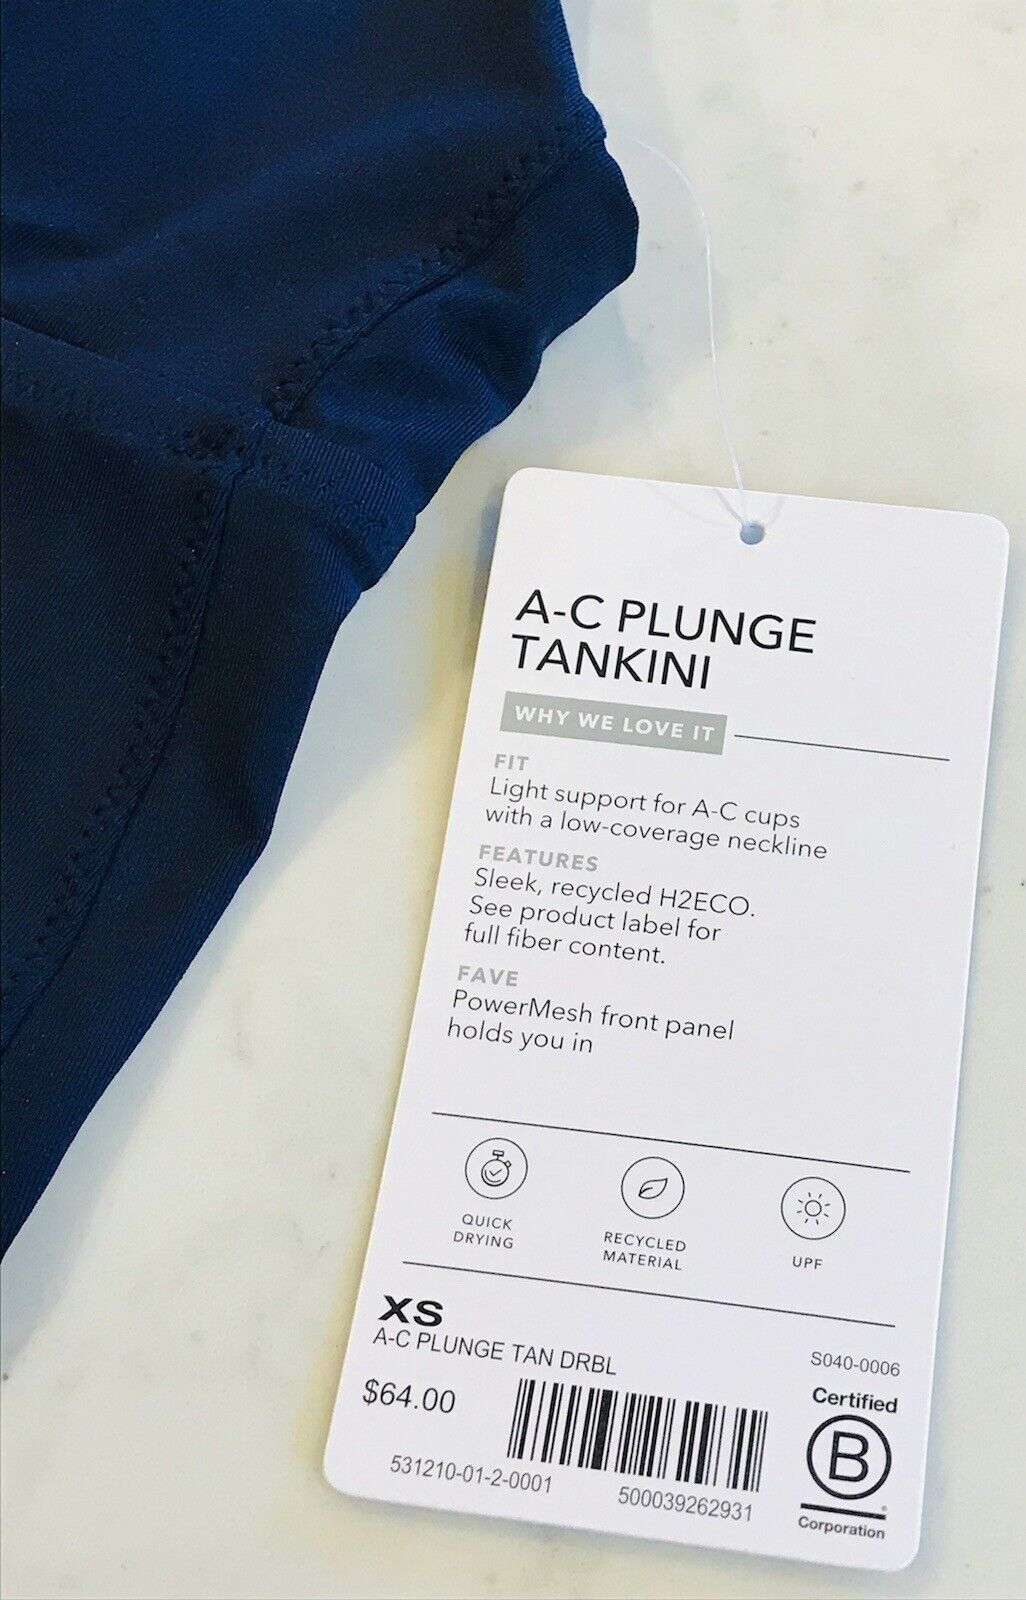 A-C PLUNGE
TANKINI
WHY WE LOVE IT
FIT
Light support for A-C cups
with a low-coverage neckline
FEATURES
Sleek, recycled H2ECO.
See product label for
full fiber content.
FAVE
PowerMesh front panel
holds you in
QUICK
DRYING
RECYCLED
MATERIAL
UPF
XS
A-C PLUNGE TAN DRBL
S040-0006
$64.00
531210-01-2-0001
500039262931
Certified
B
Corporation